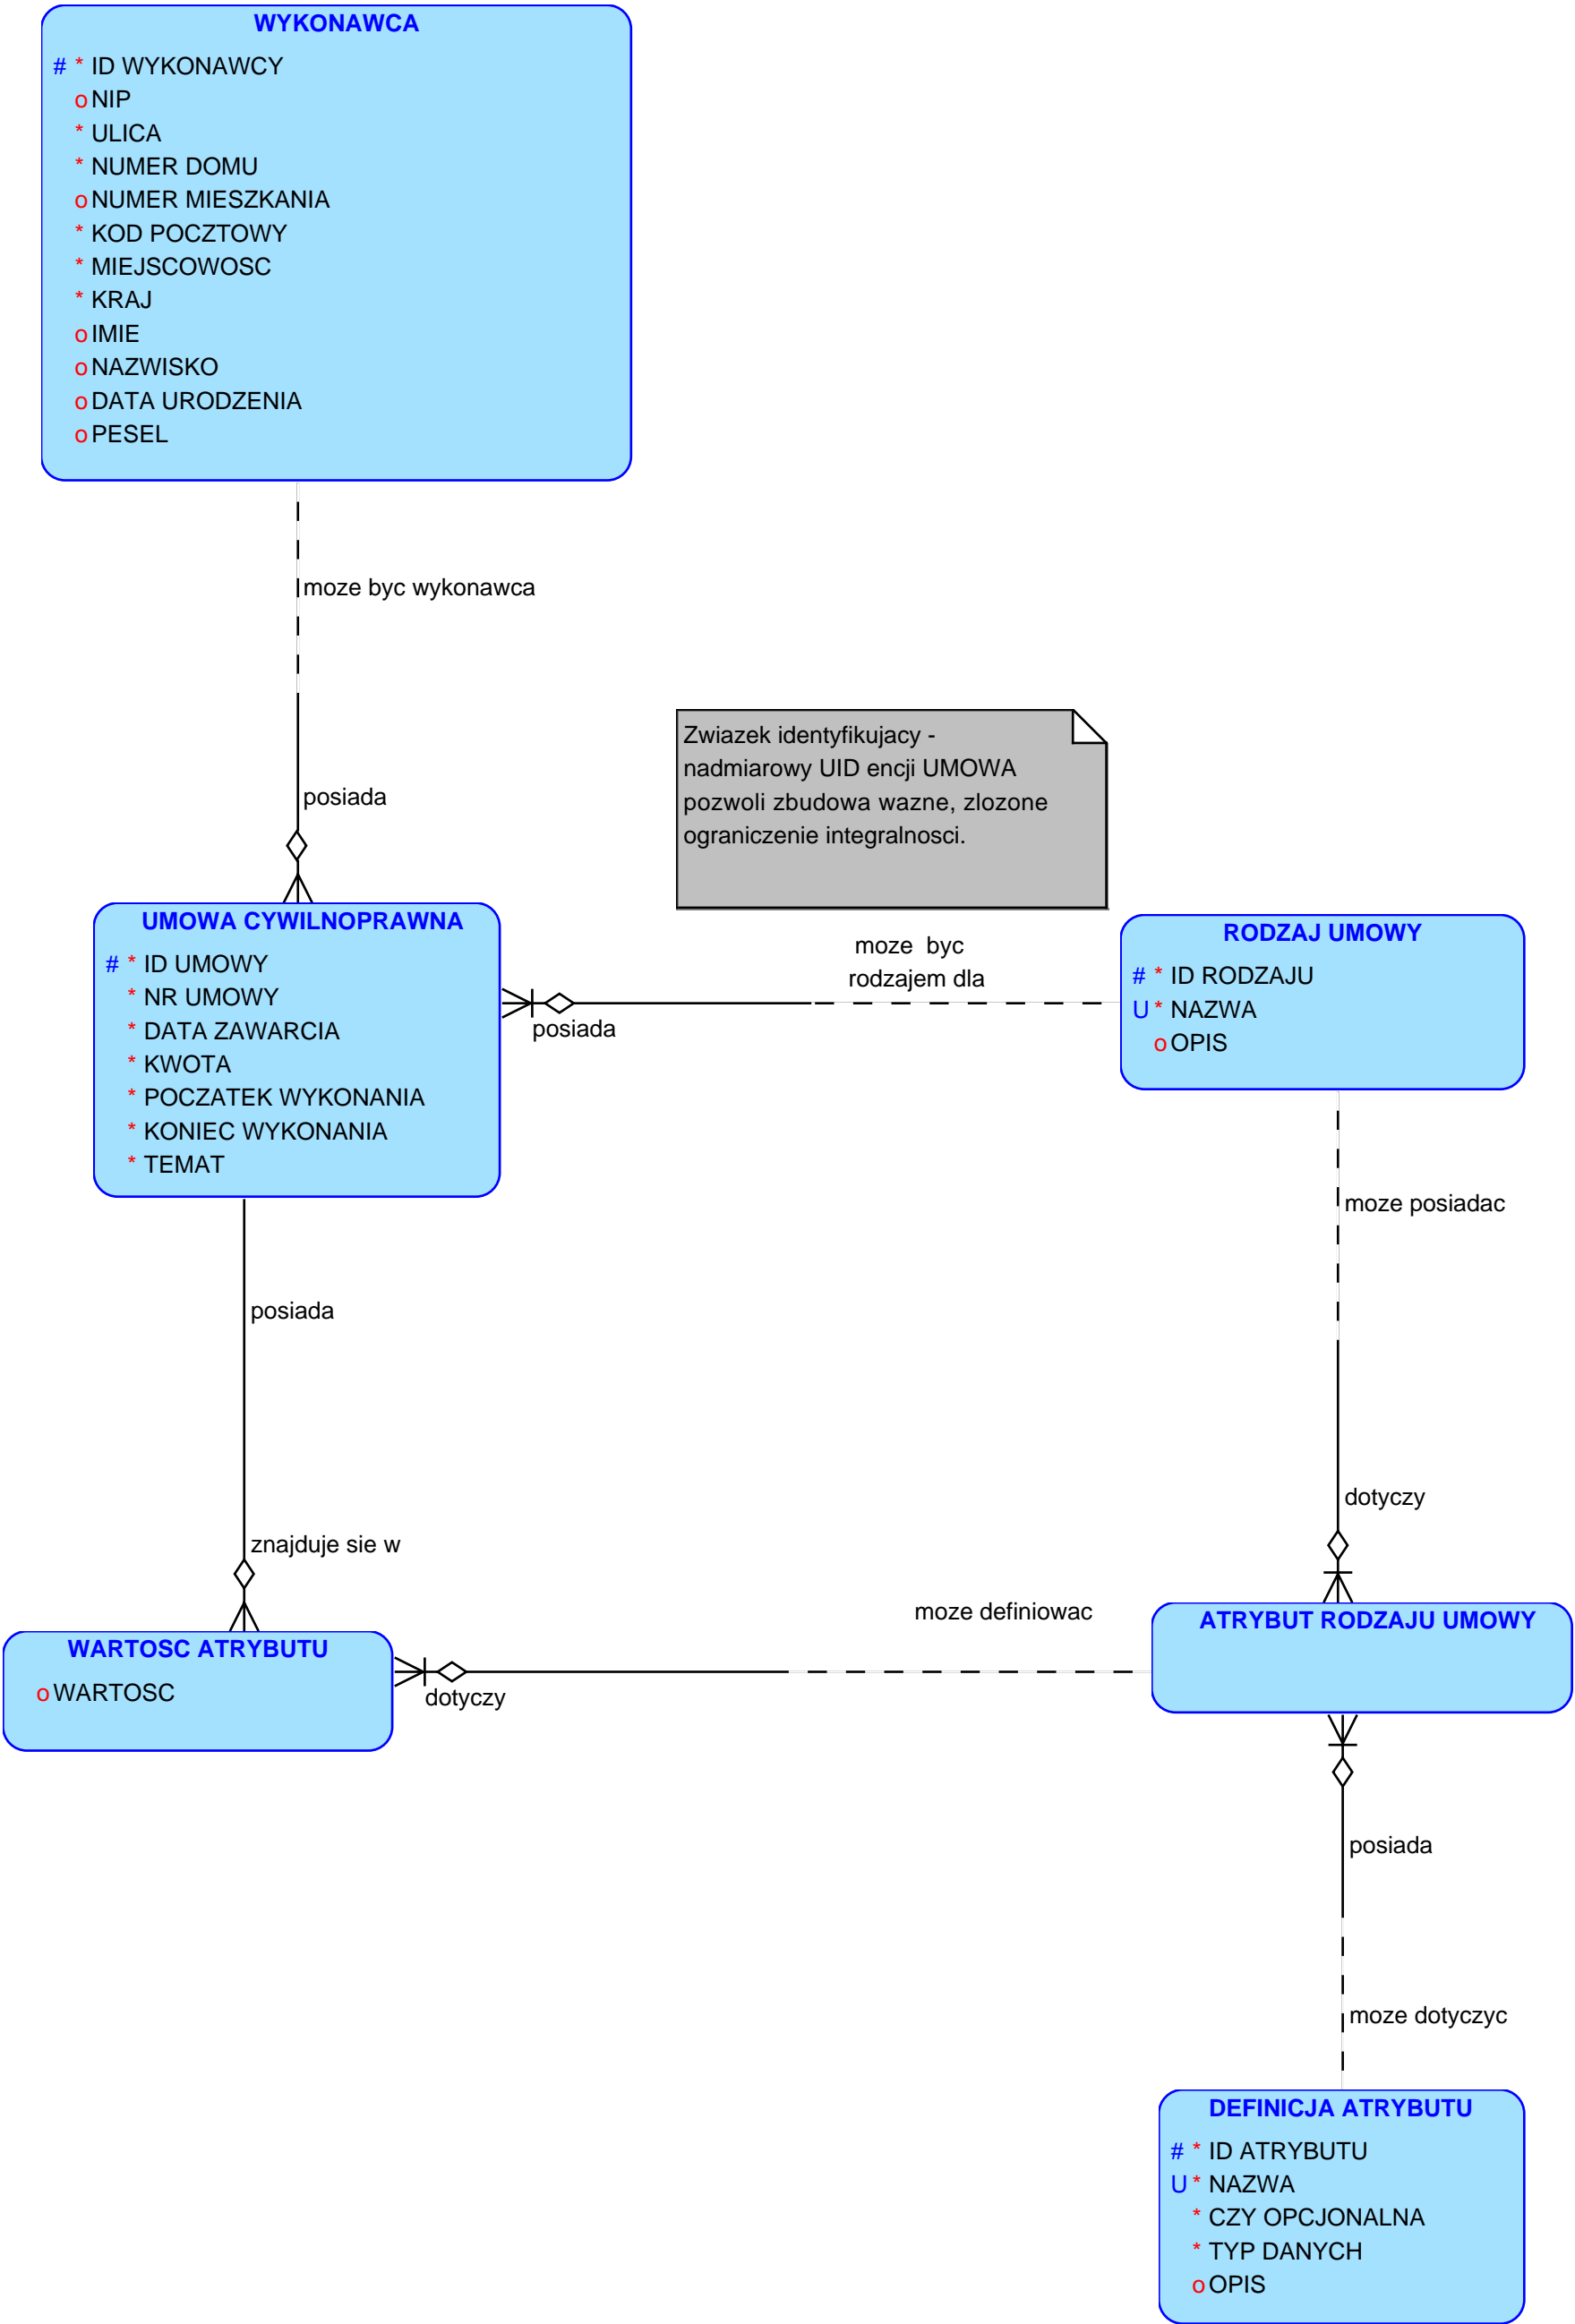 WYKONAWCA
# * ID WYKONAWCY
o NIP
* ULICA
* NUMER DOMU
o NUMER MIESZKANIA
* KOD POCZTOWY
* MIEJSCOWOSC
* KRAJ
o IMIE
o NAZWISKO
o DATA URODZENIA
o PESEL
moze byc wykonawca
posiada
Zwiazek identyfikujacy -
nadmiarowy UID encji UMOWA
pozwoli zbudowa wazne, zlozone
ograniczenie integralnosci.
UMOWA CYWILNOPRAWNA
# * ID UMOWY
* NR UMOWY
* DATA ZAWARCIA
* KWOTA
* POCZATEK WYKONANIA
* KONIEC WYKONANIA
* TEMAT
moze byc
rodzajem dla
posiada
RODZAJ UMOWY
# * ID RODZAJU
U * NAZWA
o OPIS
moze posiadac
posiada
dotyczy
znajduje sie w
moze definiowac
WARTOSC ATRYBUTU
o WARTOSC
dotyczy
ATRYBUT RODZAJU UMOWY
posiada
moze dotyczyc
DEFINICJA ATRYBUTU
# * ID ATRYBUTU
U * NAZWA
* CZY OPCJONALNA
* TYP DANYCH
o OPIS